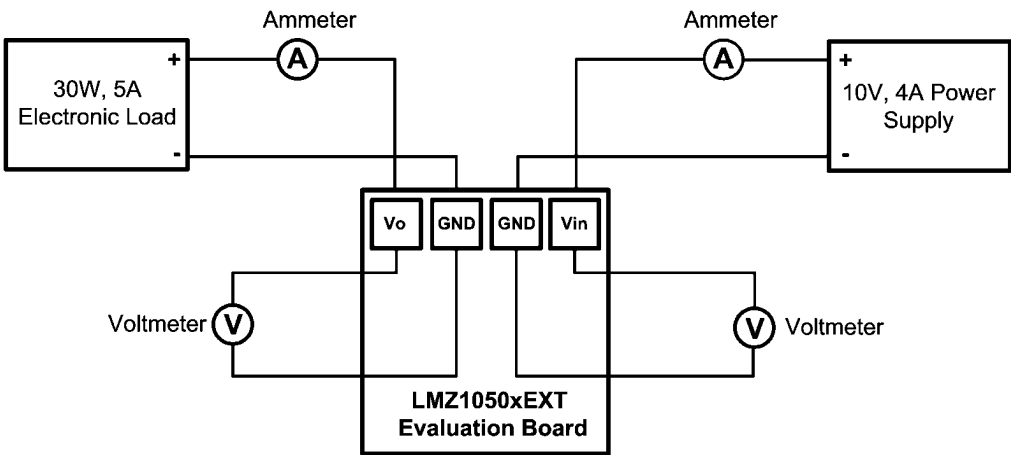 Ammeter
Ammeter
A
A
+
+
30W, 5A
Electronic Load
10V, 4A Power
Supply
-
-
Vo
GND
GND
Vin
Voltmeter
V
V
Voltmeter
LMZ1050xEXT
Evaluation Board